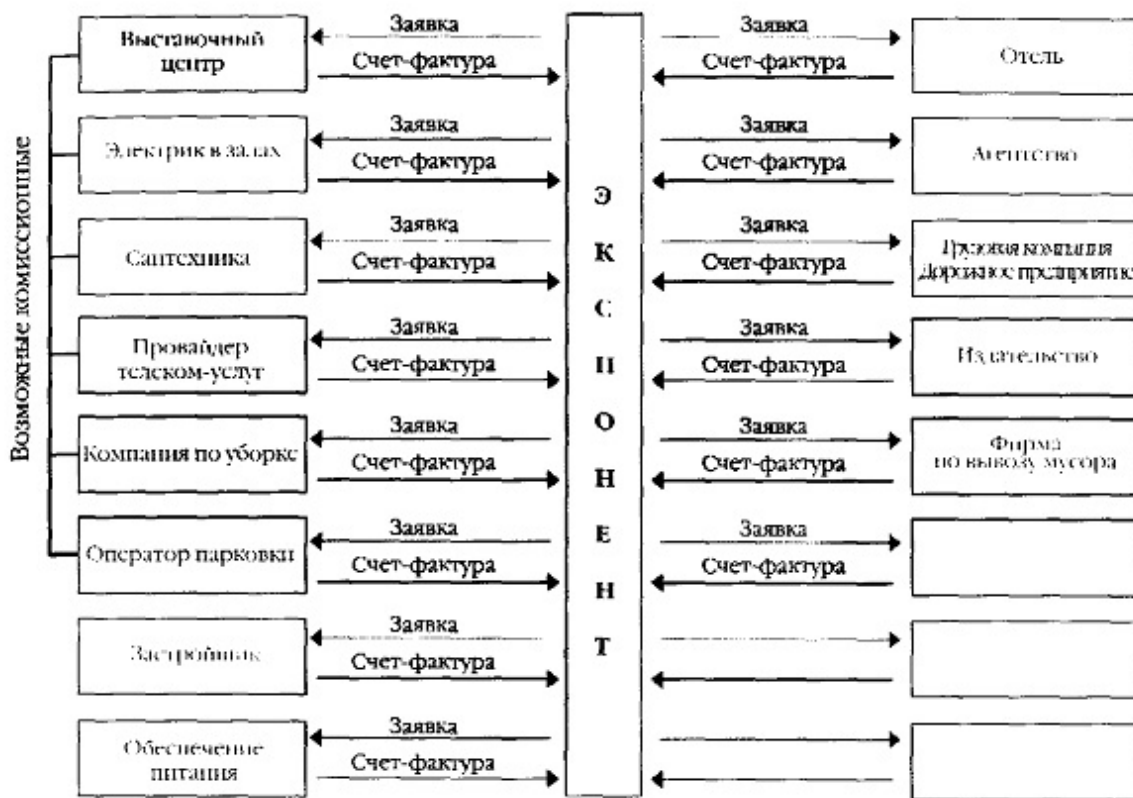 Возможные комиссионные
Выставочный
центр
Заявка
Счет-фактура
Заявка
Счет-фактура
Отель
Электрик в залах
Заявка
Счет-фактура
Заявка
Счет-фактура
Агентство
Сантехника
Заявка
Счет-фактура
Заявка
Счет-фактура
Грузовая компания
Дорожное предприятие
Провайдер
телеком-услуг
Заявка
Счет-фактура
Заявка
Счет-фактура
Издательство
Компания по уборке
Заявка
Счет-фактура
Заявка
Счет-фактура
Фирма
по вывозу мусора
Оператор парковки
Заявка
Счет-фактура
Заявка
Счет-фактура
Застройщик
Заявка
Счет-фактура
Обеспечение
питания
Заявка
Счет-фактура
ЭКСПОНЕНТ